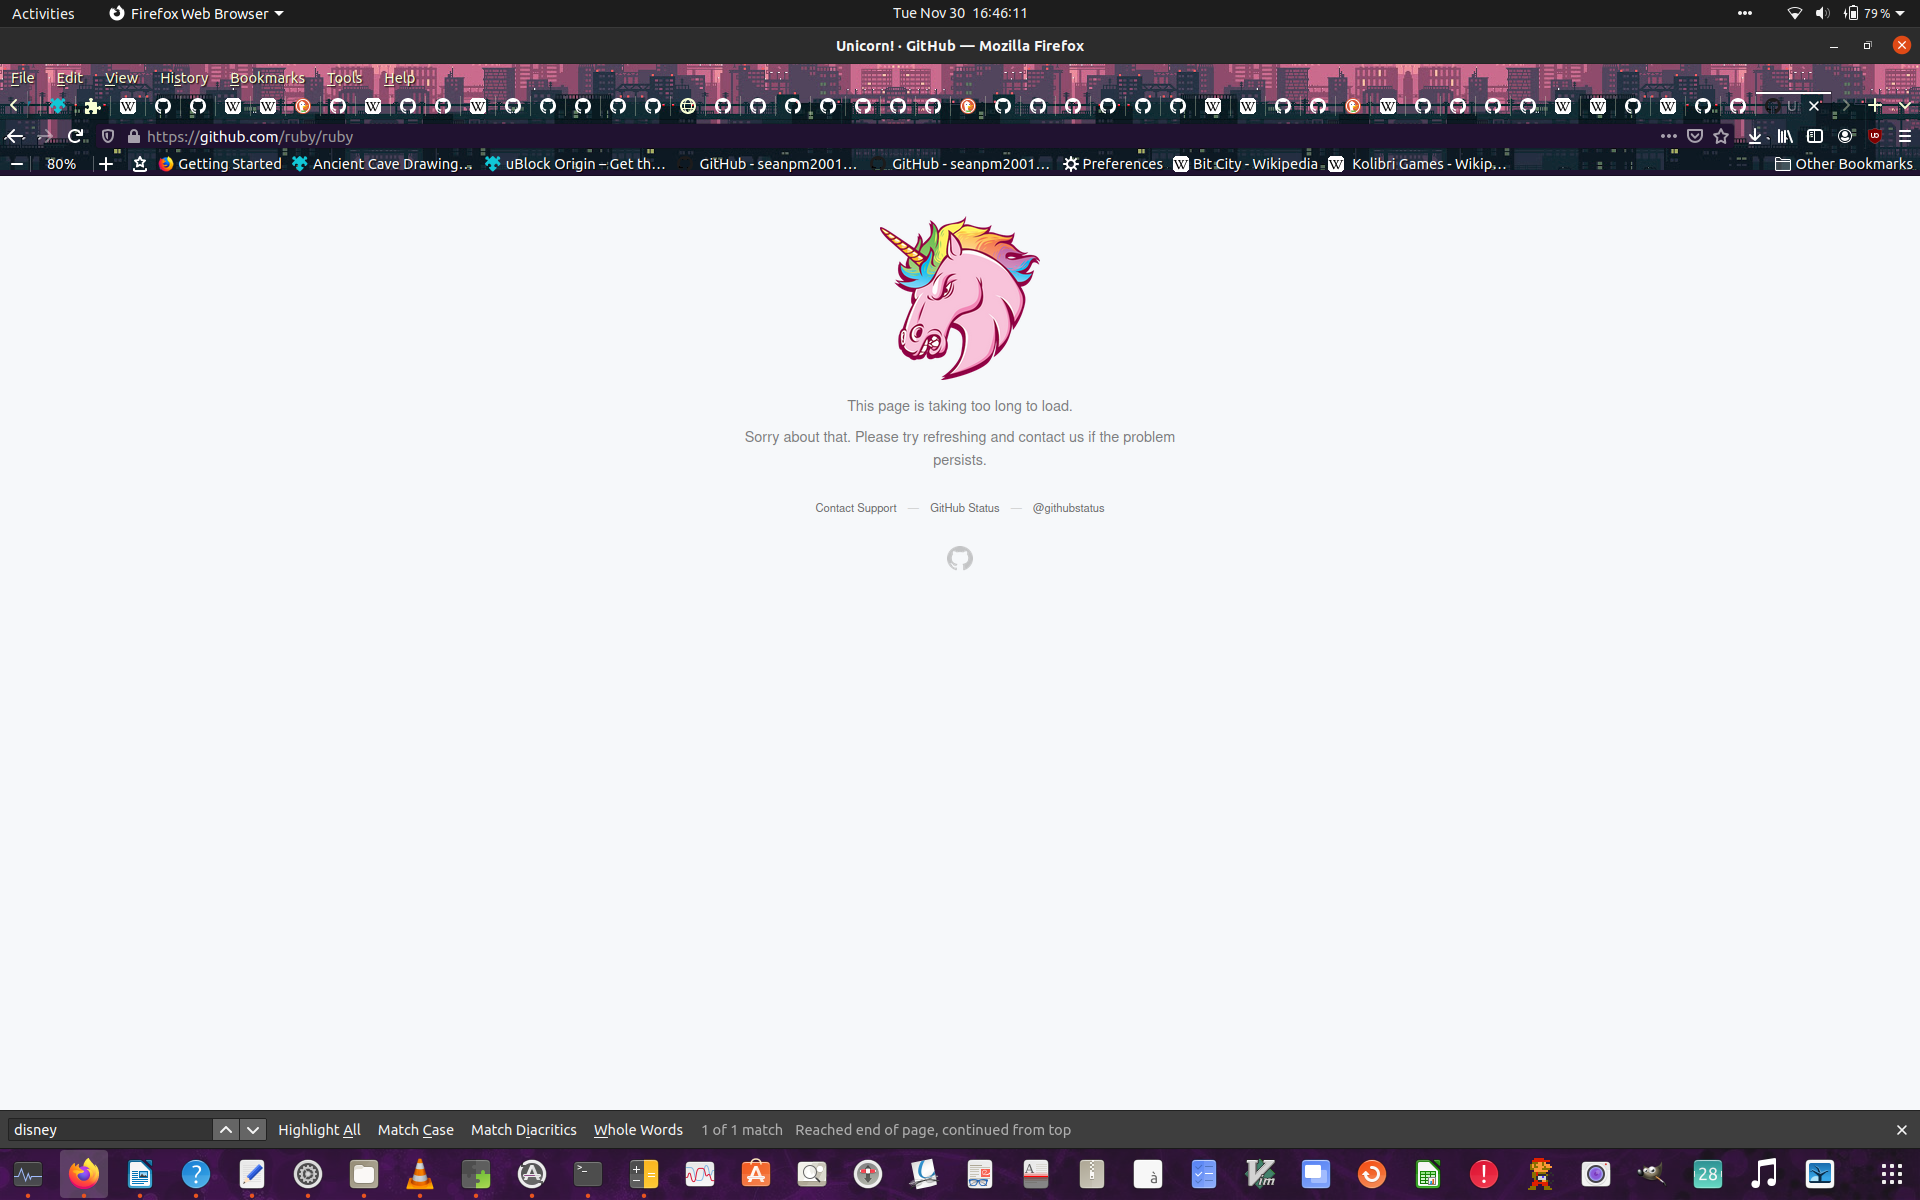 Activities
Firefox Web Browser
Tue Nov 30 16:46:11
79 %
Unicorn! · GitHub — Mozilla Firefox
File Edit View History Bookmarks Tools Help
https://github.com/ruby/ruby
80%
Getting Started
Ancient Cave Drawing…
uBlock Origin – Get th…
GitHub - seanpm2001…
GitHub - seanpm2001…
Preferences
Bit City - Wikipedia
Kolibri Games - Wikip…
Other Bookmarks
This page is taking too long to load.
Sorry about that. Please try refreshing and contact us if the problem
persists.
Contact Support — GitHub Status — @githubstatus
disney
Highlight All
Match Case
Match Diacritics
Whole Words
1 of 1 match
Reached end of page, continued from top
28